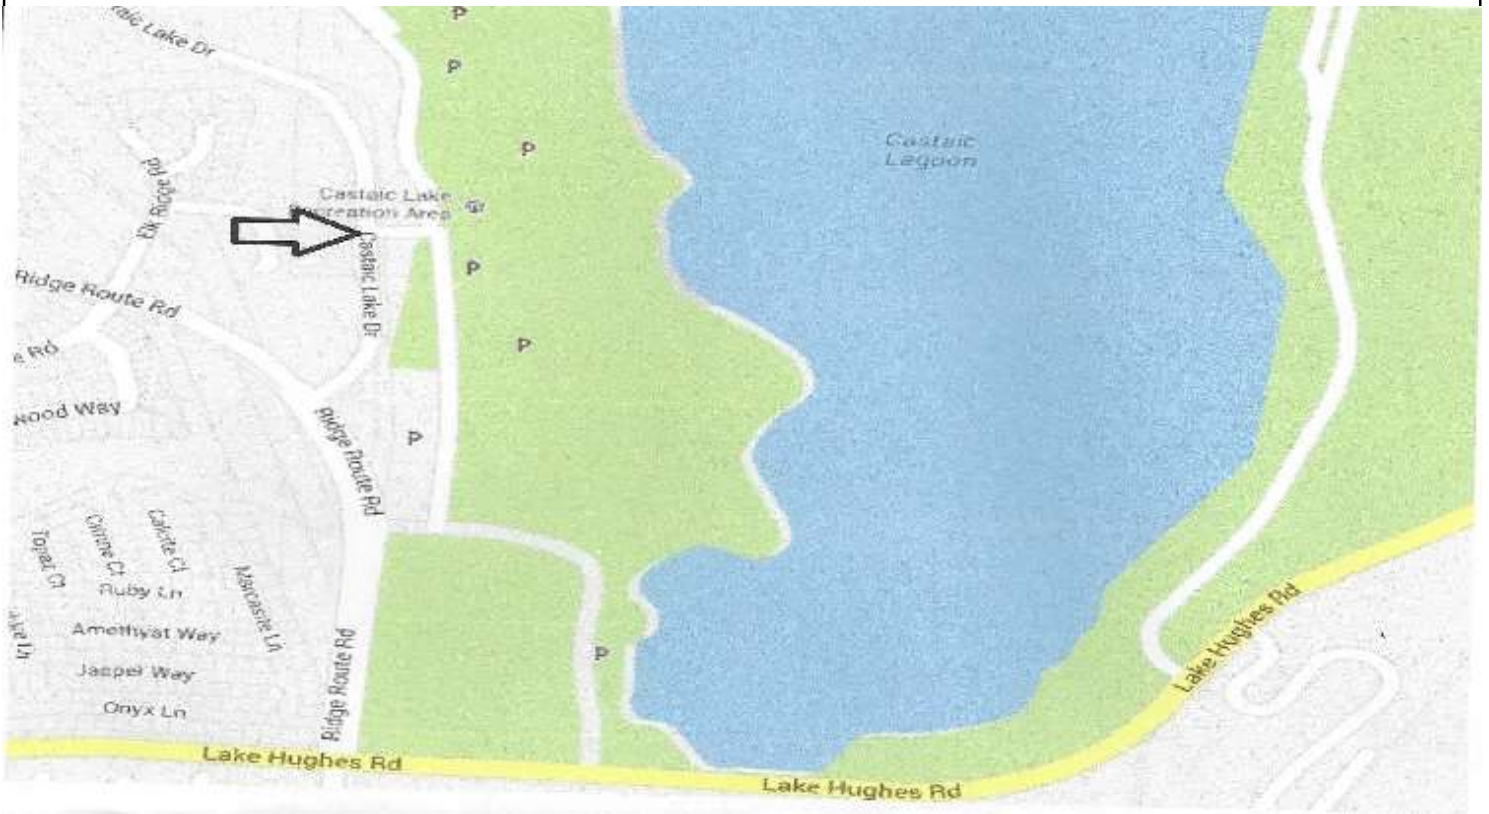 P
Lake Dr
P
Castaic
Lagoon
P
Elk Ridge Rd
Castaic Lake
Recreation Area
Castaic Lake Dr
P
Ridge Route Rd
P
e Rd
wood Way
P
Ridge Route Rd
Topaz Ct
Citrine Ct
Calcite Ct
Marcasite Ln
Ruby Ln
Amethyst Way
Jasper Way
Onyx Ln
Ridge Route Rd
P
Lake Hughes Rd
Lake Hughes Rd
Lake Hughes Rd